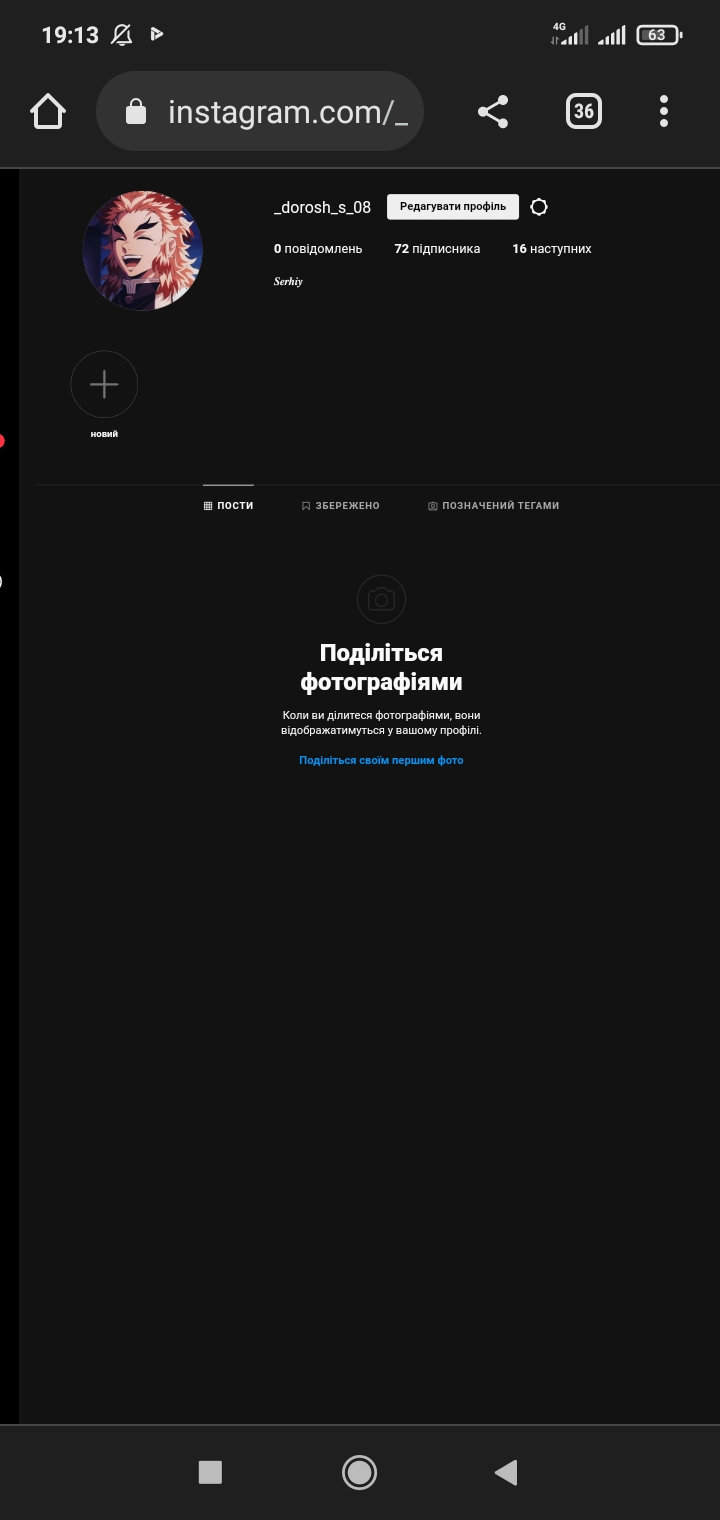 19:13
4G
63
instagram.com/_
36
_dorosh_s_08 Редагувати профіль
0 повідомлень 72 підписника 16 наступних
Serhiy
новий
ПОСТИ ЗБЕРЕЖЕНО ПОЗНАЧЕНИЙ ТЕГАМИ
Поділіться
фотографіями
Коли ви ділитеся фотографіями, вони
відображатимуться у вашому профілі.
Поділіться своїм першим фото